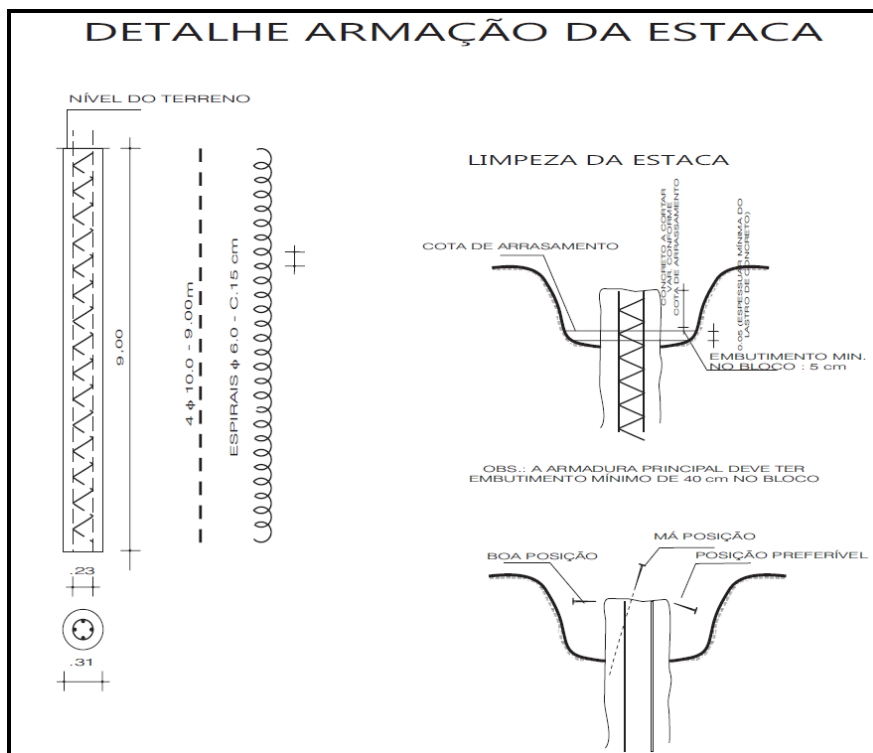 DETALHE ARMAÇÃO DA ESTACA
NÍVEL DO TERRENO
9,00
4 ϕ 10.0 - 9.00m
ESPIRAIS ϕ 6.0 - C.15 cm
.23
.31
LIMPEZA DA ESTACA
COTA DE ARRASAMENTO
CONCRETO A CORTAR
VAR. CONFORME
COTA DE ARRASSAMENTO
0.05 (ESPESSUAR MÍNIMA DO
LASTRO DE CONCRETO)
EMBUTIMENTO MIN.
NO BLOCO : 5 cm
OBS.: A ARMADURA PRINCIPAL DEVE TER
EMBUTIMENTO MÍNIMO DE 40 cm NO BLOCO
MÁ POSIÇÃO
BOA POSIÇÃO
POSIÇÃO PREFERÍVEL